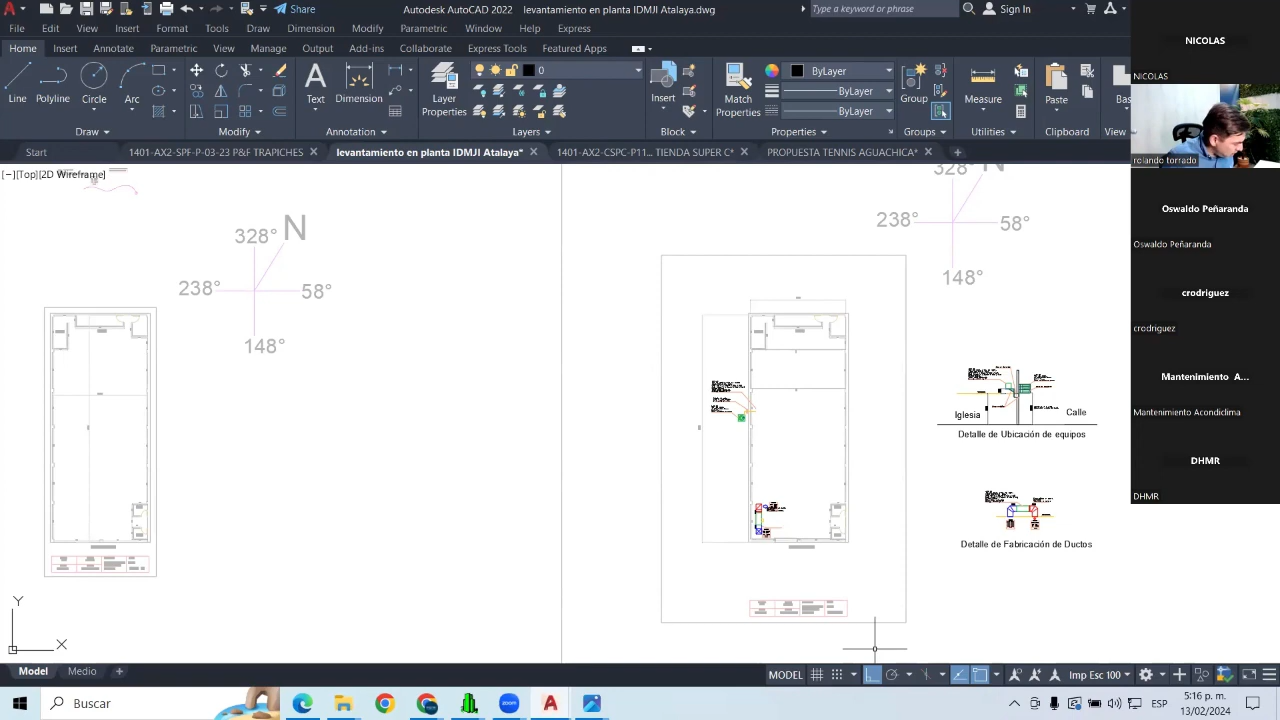 Share
Autodesk AutoCAD 2022 levantamiento en planta IDMJI Atalaya.dwg
Type a keyword or phrase
Sign In
File Edit View Insert Format Tools Draw Dimension Modify Parametric Window Help Express
Home Insert Annotate Parametric View Manage Output Add-ins Collaborate Express Tools Featured Apps
0
ByLayer
ByLayer
ByLayer
Line Polyline Circle Arc
Text Dimension
Layer Properties
Insert
Match Properties
Group
Measure
Paste
Bas
Draw Modify Annotation Layers Block Properties Groups Utilities Clipboard View
Start
1401-AX2-SPF-P-03-23 P&F TRAPICHES
levantamiento en planta IDMJI Atalaya*
1401-AX2-CSPC-P11... TIENDA SUPER C*
PROPUESTA TENNIS AGUACHICA*
[−][Top][2D Wireframe]
328° N
238° 58°
148°
328° N
238° 58°
148°
Iglesia
Calle
Detalle de Ubicación de equipos
Detalle de Fabricación de Ductos
Y
X
Model Medio
MODEL
Imp Esc 100
Buscar
zoom
ESP
5:16 p. m.
13/02/2024
NICOLAS
NICOLAS
rolando torrado
Oswaldo Peñaranda
Oswaldo Peñaranda
crodriguez
crodriguez
Mantenimiento A...
Mantenimiento Acondiclima
DHMR
DHMR